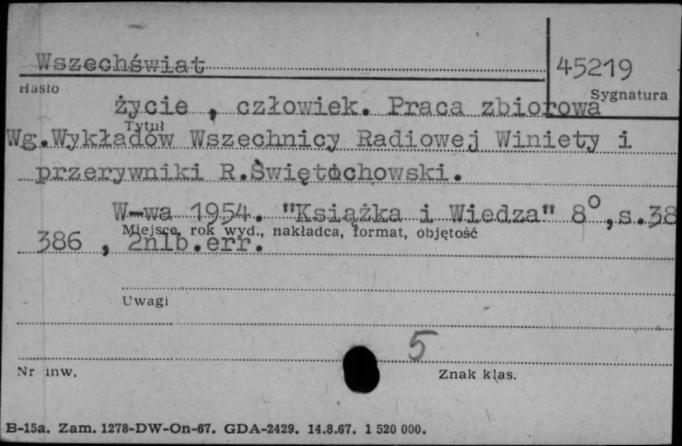 Wszechświat
45219
Hasło
Sygnatura
życie , człowiek. Praca zbiorowa
Tytuł
Wg.Wykładów Wszechnicy Radiowej Winiety i
przerywniki R.Świętochowski.
W-wa 1954. "Książka i Wiedza" 8°,s.38
Miejsce, rok wyd., nakładca, format, objętość
386 , 2nlb.err.
Uwagi
5
Nr inw.
Znak klas.
B-15a. Zam. 1278-DW-On-67. GDA-2429. 14.8.67. 1 520 000.